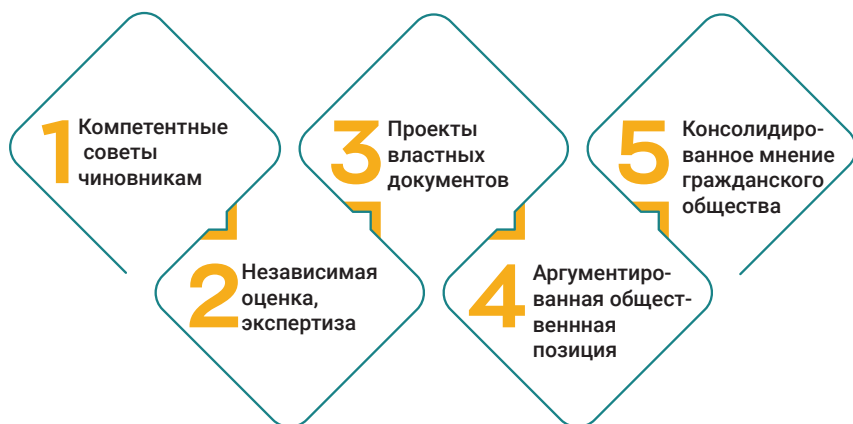 1
Компетентные
советы
чиновникам
2
Независимая
оценка,
экспертиза
3
Проекты
властных
документов
4
Аргументиро-
ванная общест-
веннная
позиция
5
Консолидиро-
ванное мнение
гражданского
общества